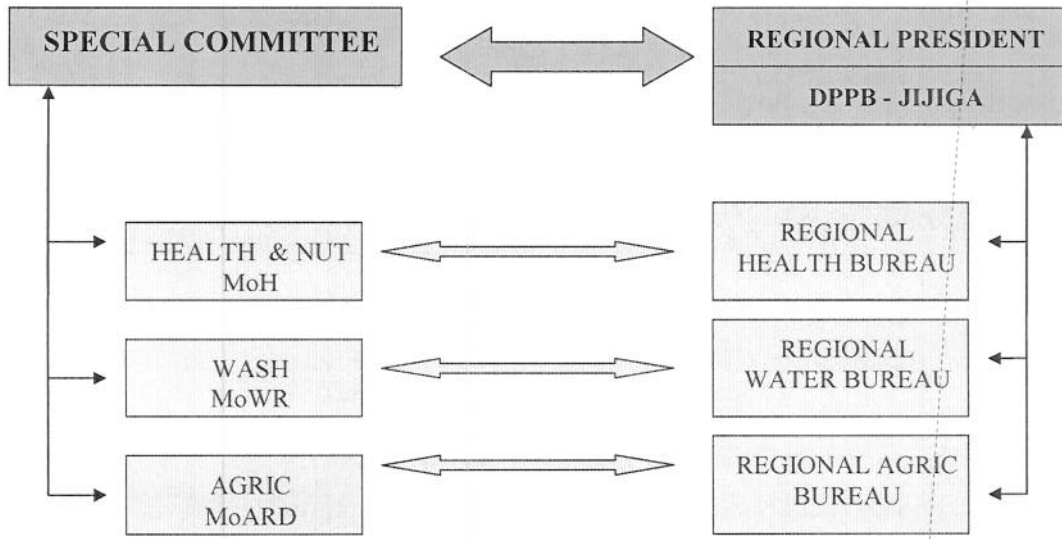 SPECIAL COMMITTEE
REGIONAL PRESIDENT
DPPB - JIJIGA
HEALTH & NUT
MoH
REGIONAL
HEALTH BUREAU
WASH
MoWR
REGIONAL
WATER BUREAU
AGRIC
MoARD
REGIONAL AGRIC
BUREAU